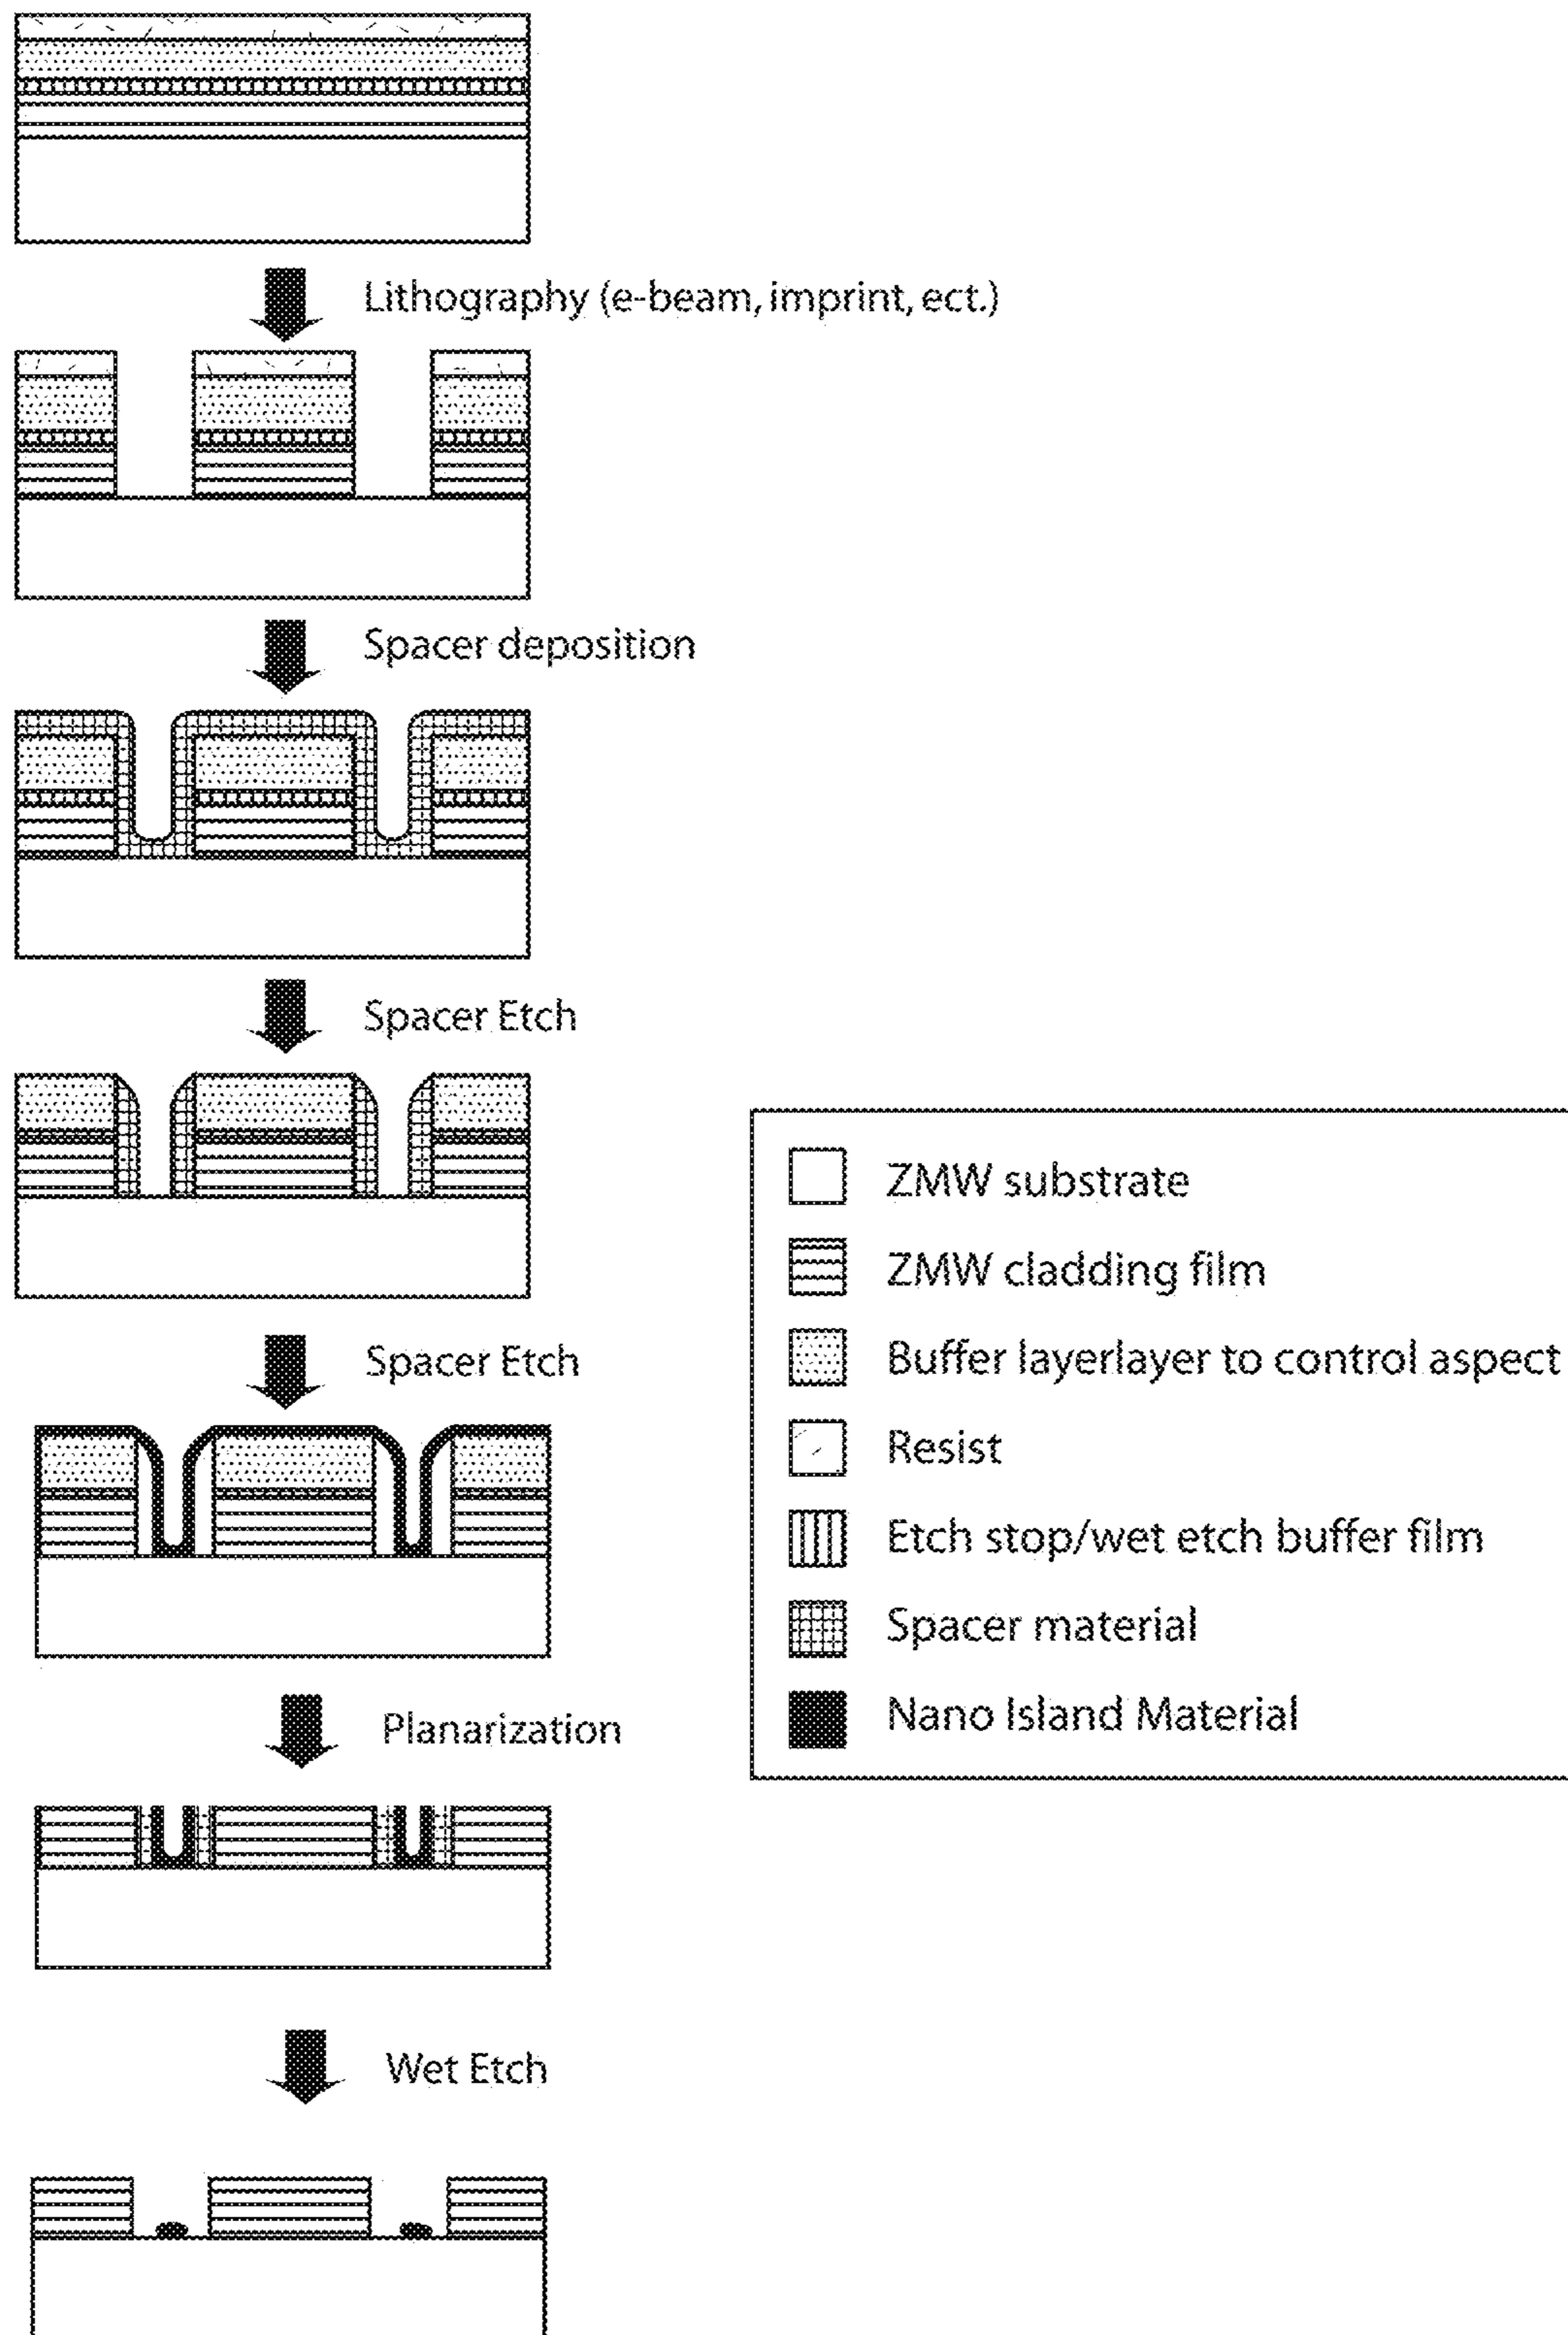 Lithography (e-beam, imprint, ect.)
Spacer deposition
Spacer Etch
Spacer Etch
Planarization
Wet Etch
ZMW substrate
ZMW cladding film
Buffer layerlayer to control aspect
Resist
Etch stop/wet etch buffer film
Spacer material
Nano Island Material